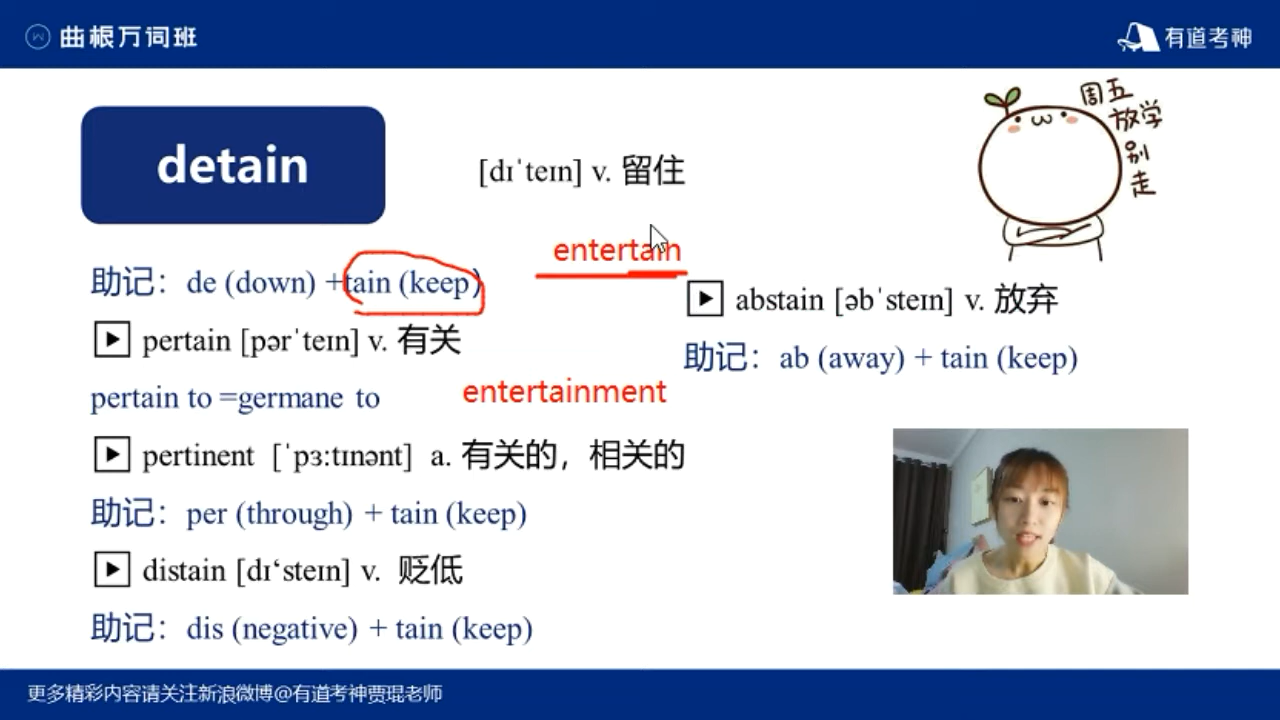 曲根万词班
有道考神
detain
[dɪˈteɪn] v. 留住
周五
放学
别
走
entertain
助记：de (down) +tain (keep)
abstain [əbˈsteɪn] v. 放弃
pertain [pərˈteɪn] v. 有关
助记：ab (away) + tain (keep)
pertain to =germane to
entertainment
pertinent [ˈpɜ:tɪnənt] a. 有关的，相关的
助记：per (through) + tain (keep)
distain [dɪ‘steɪn] v. 贬低
助记：dis (negative) + tain (keep)
更多精彩内容请关注新浪微博@有道考神贾琨老师